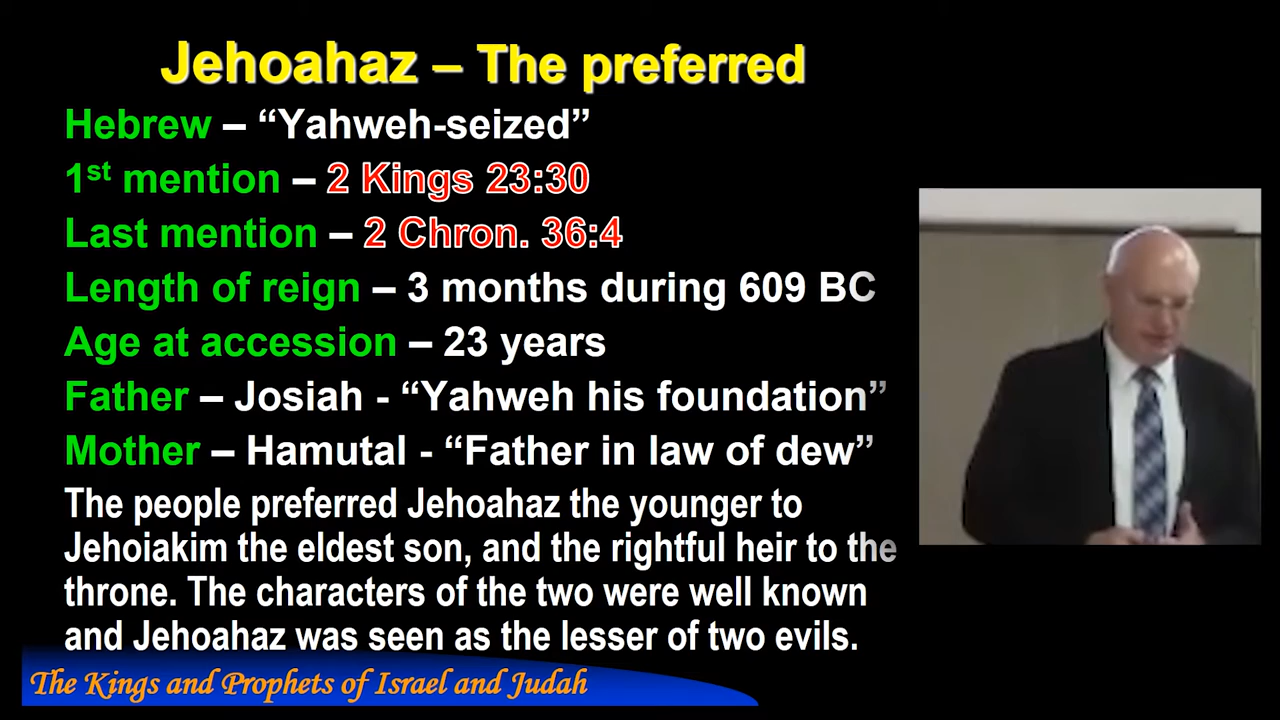 Jehoahaz – The preferred
Hebrew – “Yahweh-seized”
1st mention – 2 Kings 23:30
Last mention – 2 Chron. 36:4
Length of reign – 3 months during 609 BC
Age at accession – 23 years
Father – Josiah - “Yahweh his foundation”
Mother – Hamutal - “Father in law of dew”
The people preferred Jehoahaz the younger to
Jehoiakim the eldest son, and the rightful heir to the
throne. The characters of the two were well known
and Jehoahaz was seen as the lesser of two evils.
The Kings and Prophets of Israel and Judah